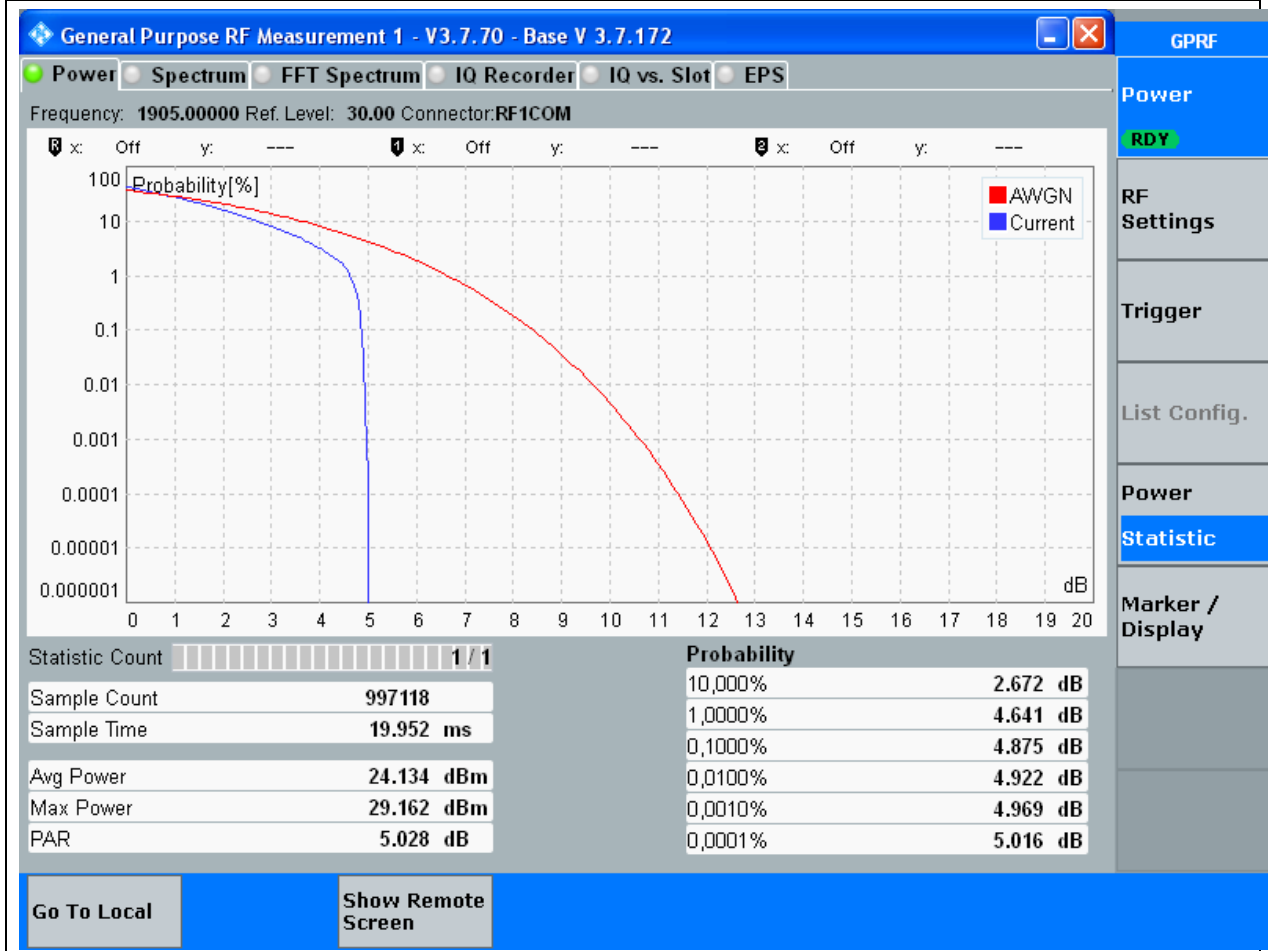 General Purpose RF Measurement 1 - V3.7.70 - Base V 3.7.172
GPRF
Power Spectrum FFT Spectrum IQ Recorder IQ vs. Slot EPS
Frequency: 1905.00000 Ref. Level: 30.00 Connector:RF1COM
R x: Off y: --- 1 x: Off y: --- 2 x: Off y: ---
Probability[%]
AWGN
Current
100
10
1
0.1
0.01
0.001
0.0001
0.00001
0.000001
dB
0 1 2 3 4 5 6 7 8 9 10 11 12 13 14 15 16 17 18 19 20
Statistic Count 1 / 1
Sample Count 997118
Sample Time 19.952 ms
Avg Power 24.134 dBm
Max Power 29.162 dBm
PAR 5.028 dB
Probability
10,000% 2.672 dB
1,0000% 4.641 dB
0,1000% 4.875 dB
0,0100% 4.922 dB
0,0010% 4.969 dB
0,0001% 5.016 dB
Power
RDY
RF
Settings
Trigger
List Config.
Power
Statistic
Marker /
Display
Go To Local
Show Remote
Screen